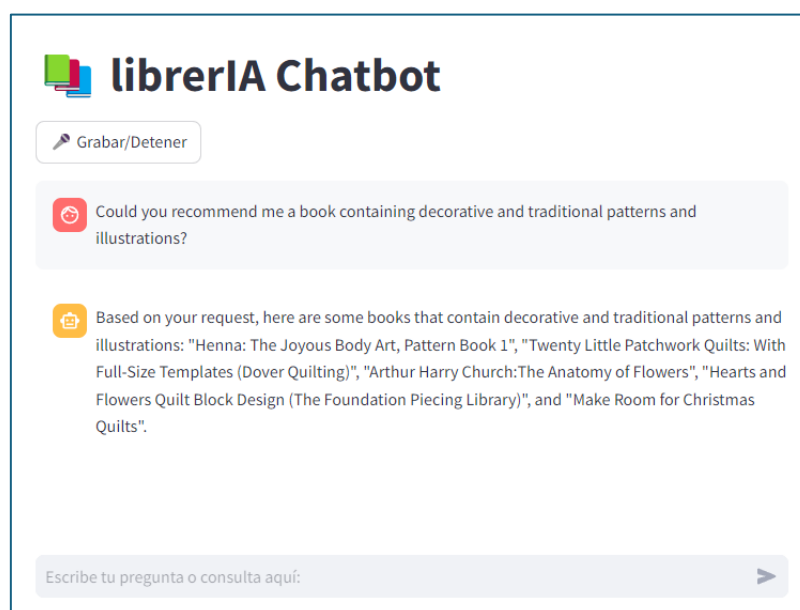 librerIA Chatbot
Grabar/Detener
Could you recommend me a book containing decorative and traditional patterns and
illustrations?
Based on your request, here are some books that contain decorative and traditional patterns and
illustrations: "Henna: The Joyous Body Art, Pattern Book 1", "Twenty Little Patchwork Quilts: With
Full-Size Templates (Dover Quilting)", "Arthur Harry Church:The Anatomy of Flowers", "Hearts and
Flowers Quilt Block Design (The Foundation Piecing Library)", and "Make Room for Christmas
Quilts".
Escribe tu pregunta o consulta aquí: